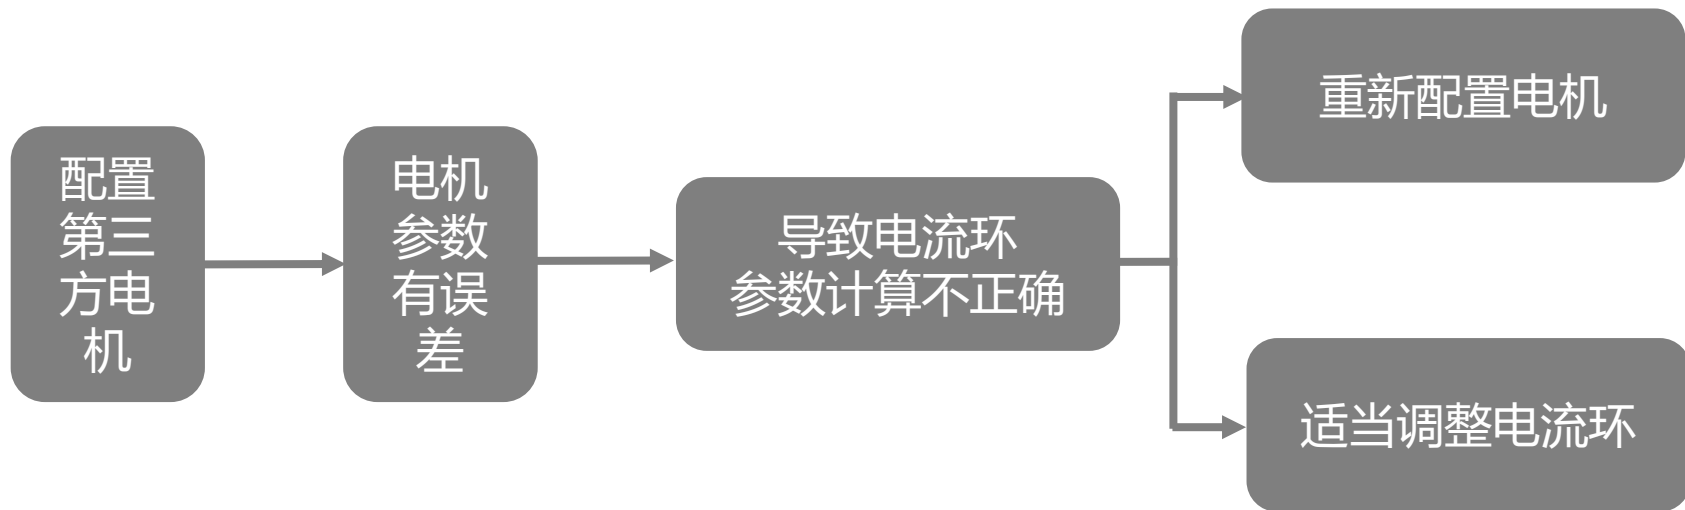 配置
第三
方电
机
电机
参数
有误
差
导致电流环
参数计算不正确
重新配置电机
适当调整电流环